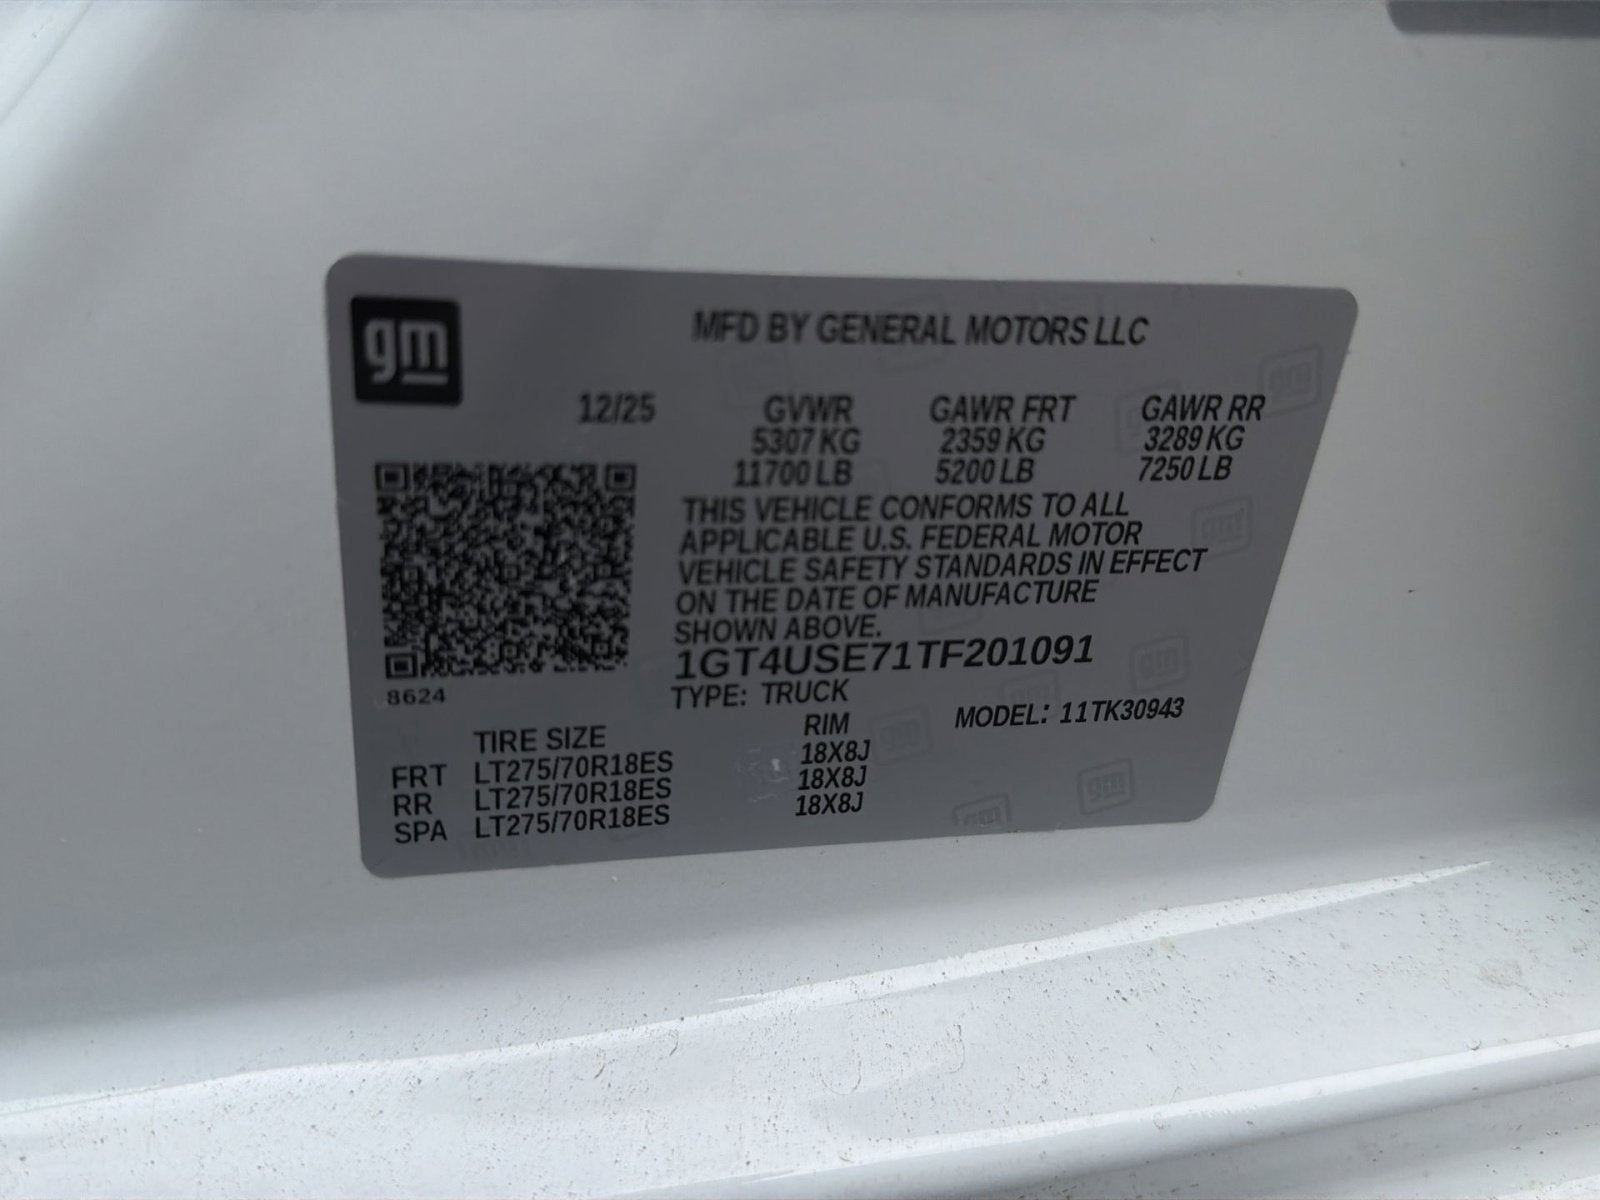 gm
MFD BY GENERAL MOTORS LLC
12/25 GVWR GAWR FRT GAWR RR
5307 KG 2359 KG 3289 KG
11700 LB 5200 LB 7250 LB
THIS VEHICLE CONFORMS TO ALL
APPLICABLE U.S. FEDERAL MOTOR
VEHICLE SAFETY STANDARDS IN EFFECT
ON THE DATE OF MANUFACTURE
SHOWN ABOVE.
1GT4USE71TF201091
8624
TYPE: TRUCK
MODEL: 11TK30943
TIRE SIZE RIM
FRT LT275/70R18ES 18X8J
RR LT275/70R18ES 18X8J
SPA LT275/70R18ES 18X8J